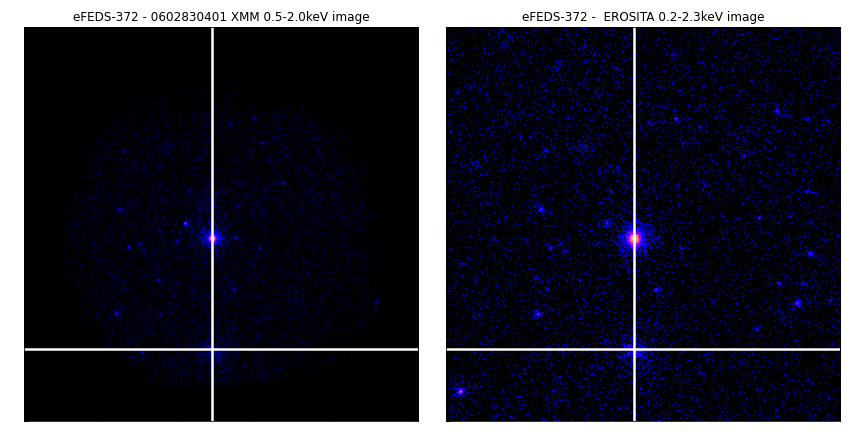 eFEDS-372 - 0602830401 XMM 0.5-2.0keV image
eFEDS-372 -  EROSITA 0.2-2.3keV image